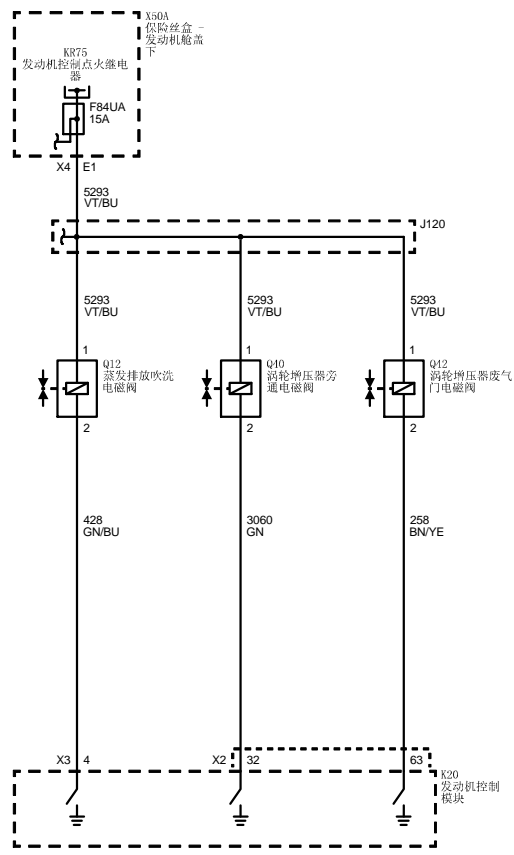 X50A
保险丝盒 -
发动机舱盖
下
KR75
发动机控制点火继电
器
F84UA
15A
X4 E1
5293
VT/BU
J120
5293
VT/BU
5293
VT/BU
5293
VT/BU
1
Q12
蒸发排放吹洗
电磁阀
2
1
Q40
涡轮增压器旁
通电磁阀
2
1
Q42
涡轮增压器废气
门电磁阀
2
428
GN/BU
3060
GN
258
BN/YE
X3 4
X2 32
63
K20
发动机控制
模块